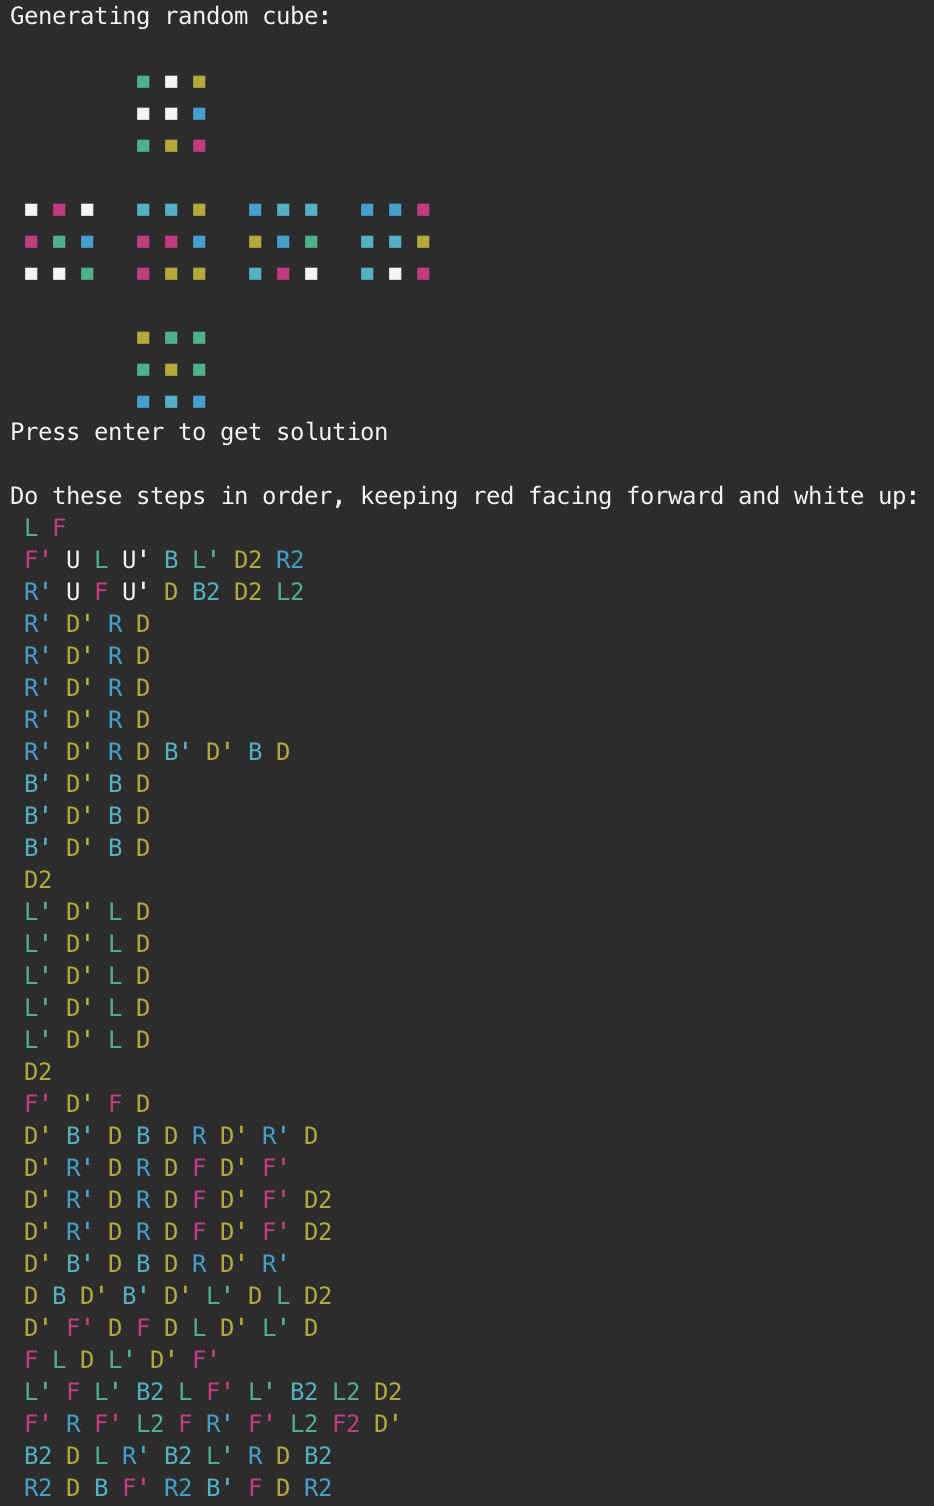 Generating random cube:
Press enter to get solution
Do these steps in order, keeping red facing forward and white up:
L F
F' U L U' B L' D2 R2
R' U F U' D B2 D2 L2
R' D' R D
R' D' R D
R' D' R D
R' D' R D
R' D' R D B' D' B D
B' D' B D
B' D' B D
B' D' B D
D2
L' D' L D
L' D' L D
L' D' L D
L' D' L D
L' D' L D
D2
F' D' F D
D' B' D B D R D' R' D
D' R' D R D F D' F'
D' R' D R D F D' F' D2
D' R' D R D F D' F' D2
D' B' D B D R D' R'
D B D' B' D' L' D L D2
D' F' D F D L D' L' D
F L D L' D' F'
L' F L' B2 L F' L' B2 L2 D2
F' R F' L2 F R' F' L2 F2 D'
B2 D L R' B2 L' R D B2
R2 D B F' R2 B' F D R2